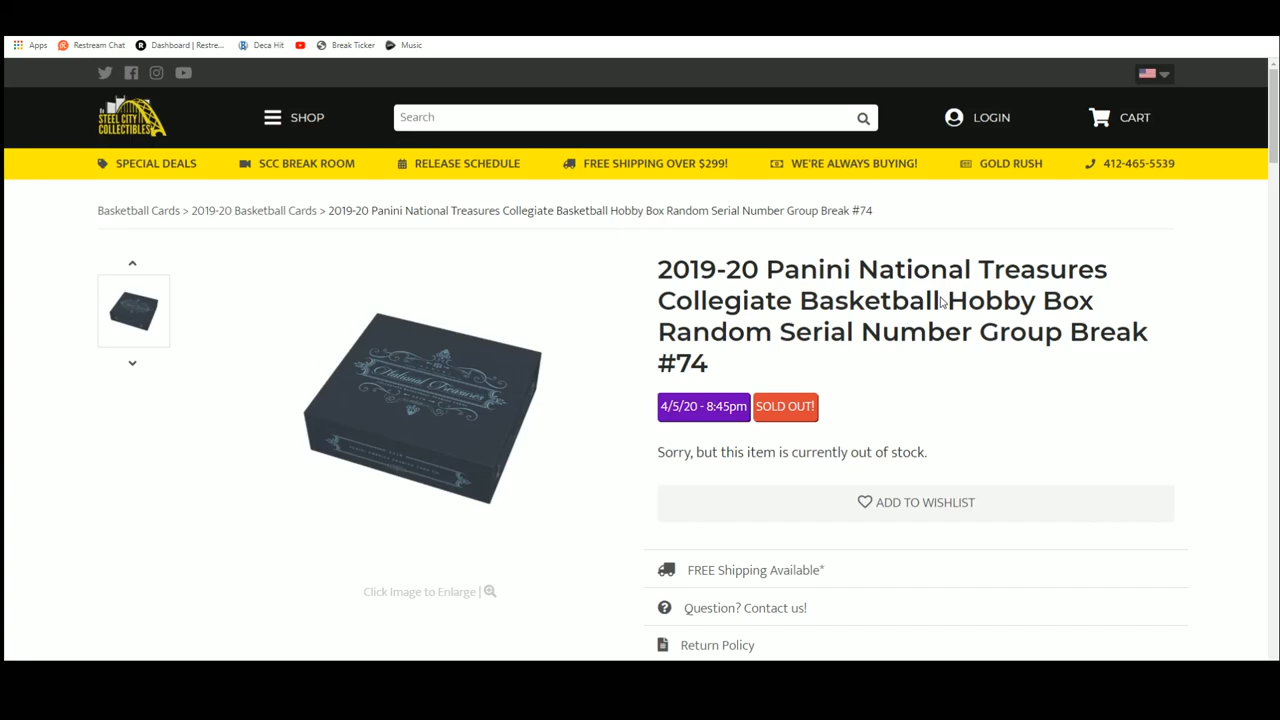 Apps
Restream Chat
Dashboard | Restre...
Deca Hit
Break Ticker
Music
STEEL CITY
COLLECTIBLES
SHOP
Search
LOGIN
CART
SPECIAL DEALS
SCC BREAK ROOM
RELEASE SCHEDULE
FREE SHIPPING OVER $299!
WE'RE ALWAYS BUYING!
GOLD RUSH
412-465-5539
Basketball Cards > 2019-20 Basketball Cards > 2019-20 Panini National Treasures Collegiate Basketball Hobby Box Random Serial Number Group Break #74
2019-20 Panini National Treasures
Collegiate Basketball Hobby Box
Random Serial Number Group Break
#74
National Treasures
4/5/20 - 8:45pm
SOLD OUT!
Sorry, but this item is currently out of stock.
ADD TO WISHLIST
FREE Shipping Available*
Click Image to Enlarge |
Question? Contact us!
Return Policy